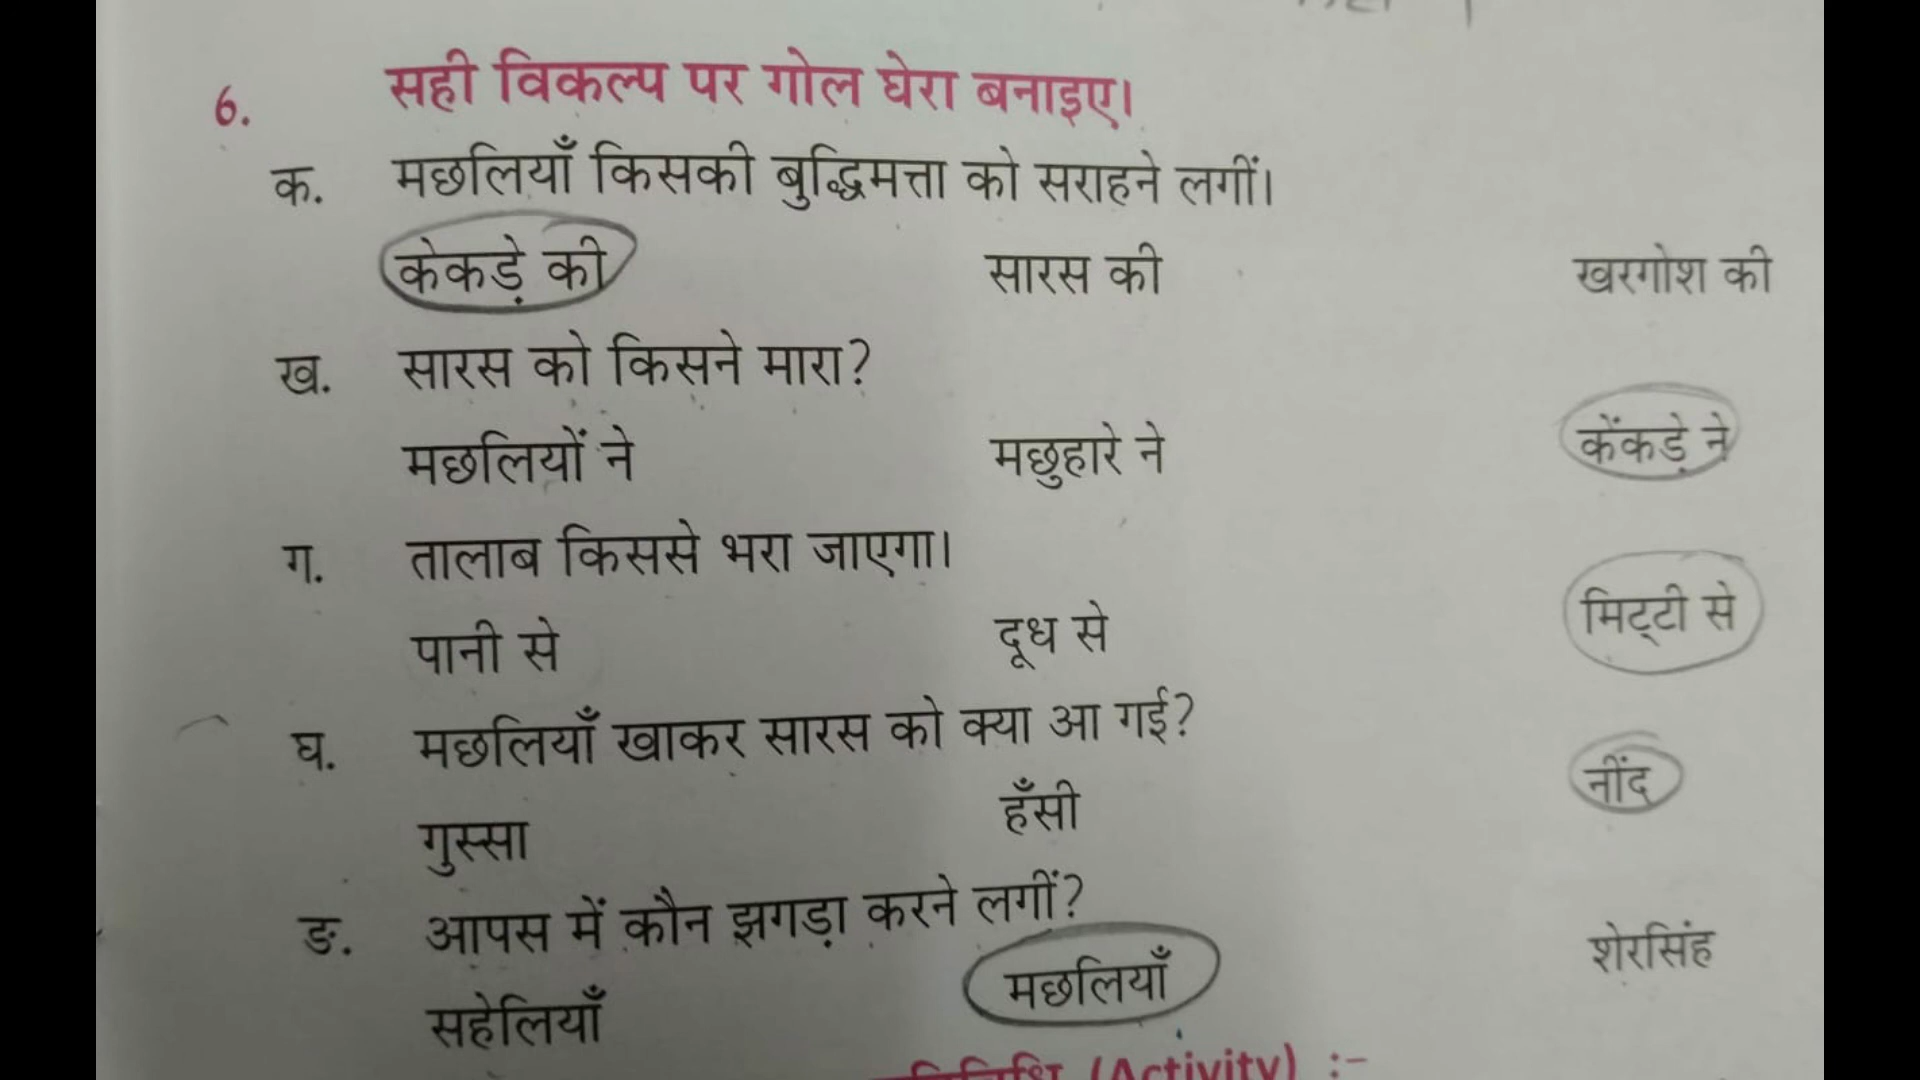 6. सही विकल्प पर गोल घेरा बनाइए।
क. मछलियाँ किसकी बुद्धिमत्ता को सराहने लगीं।
केकड़े की सारस की खरगोश की
ख. सारस को किसने मारा?
मछलियों ने मछुहारे ने केंकड़े ने
ग. तालाब किससे भरा जाएगा।
पानी से दूध से मिट्टी से
घ. मछलियाँ खाकर सारस को क्या आ गई?
गुस्सा हँसी नींद
ङ. आपस में कौन झगड़ा करने लगीं?
सहेलियाँ मछलियाँ शेरसिंह
(Activity) :-